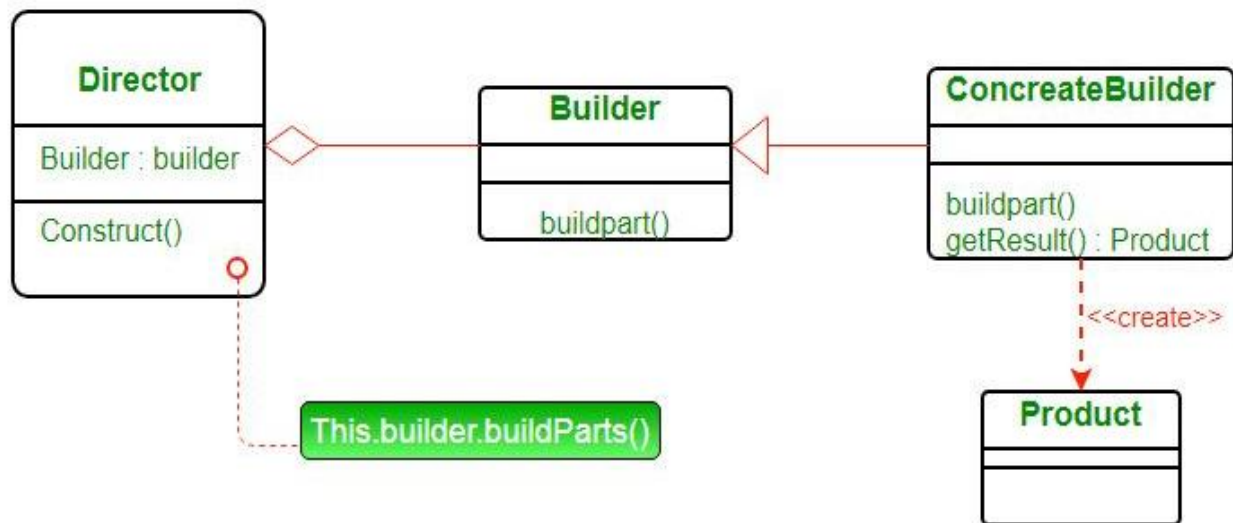 Director
Builder : builder
Construct()
This.builder.buildParts()
Builder
buildpart()
ConcreateBuilder
buildpart()
getResult() : Product
<<create>>
Product